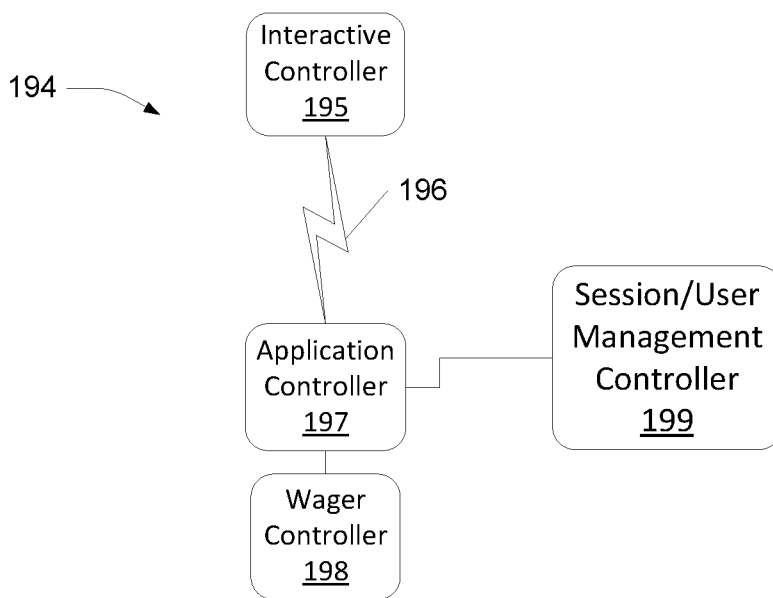 Interactive
Controller
195
194
196
Application
Controller
197
Session/User
Management
Controller
199
Wager
Controller
198